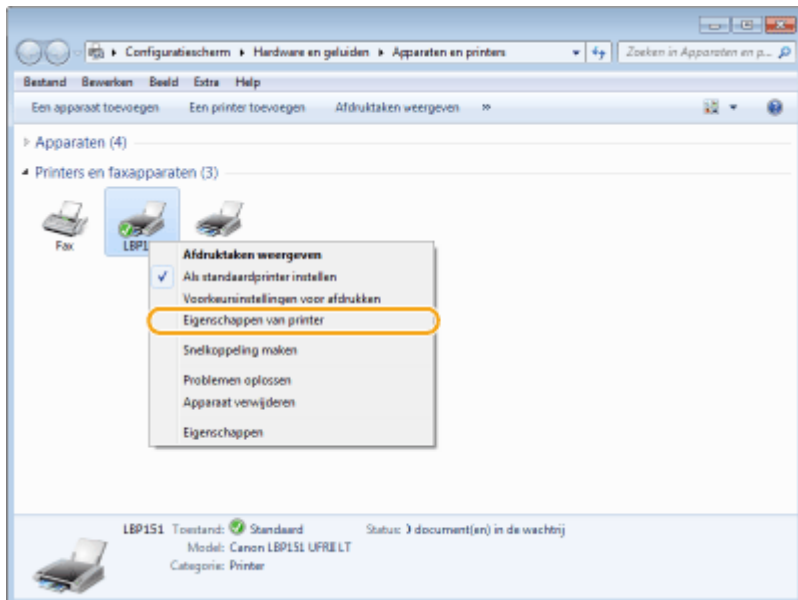 Configuratiescherm ▸ Hardware en geluiden ▸ Apparaten en printers
Zoeken in Apparaten en p...
Bestand Bewerken Beeld Extra Help
Een apparaat toevoegen Een printer toevoegen Afdruktaken weergeven »
Apparaten (4)
Printers en faxapparaten (3)
Fax
Afdruktaken weergeven
Als standaardprinter instellen
Voorkeursinstellingen voor afdrukken
Eigenschappen van printer
Snelkoppeling maken
Problemen oplossen
Apparaat verwijderen
Eigenschappen
LBP151 Toestand: Standaard Status: document(en) in de wachtrij
Model: Canon LBP151 UFRII LT
Categorie: Printer